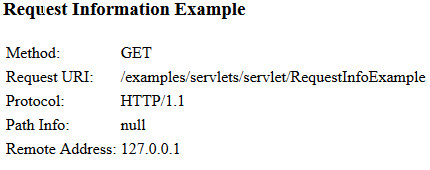 Request Information Example
Method: GET
Request URI: /examples/servlets/servlet/RequestInfoExample
Protocol: HTTP/1.1
Path Info: null
Remote Address: 127.0.0.1